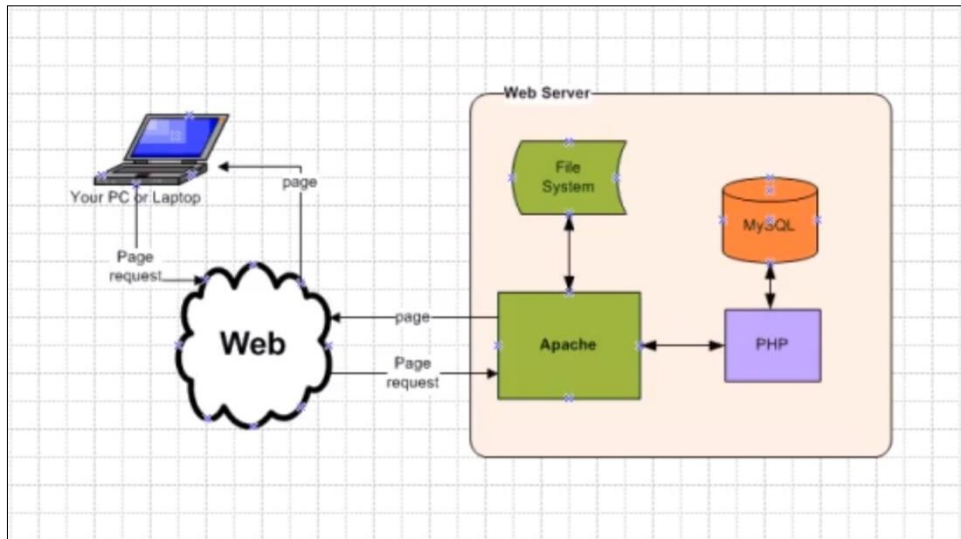 Web Server
File
System
page
Your PC or Laptop
MySQL
Page
request
page
Web
Apache
PHP
Page
request